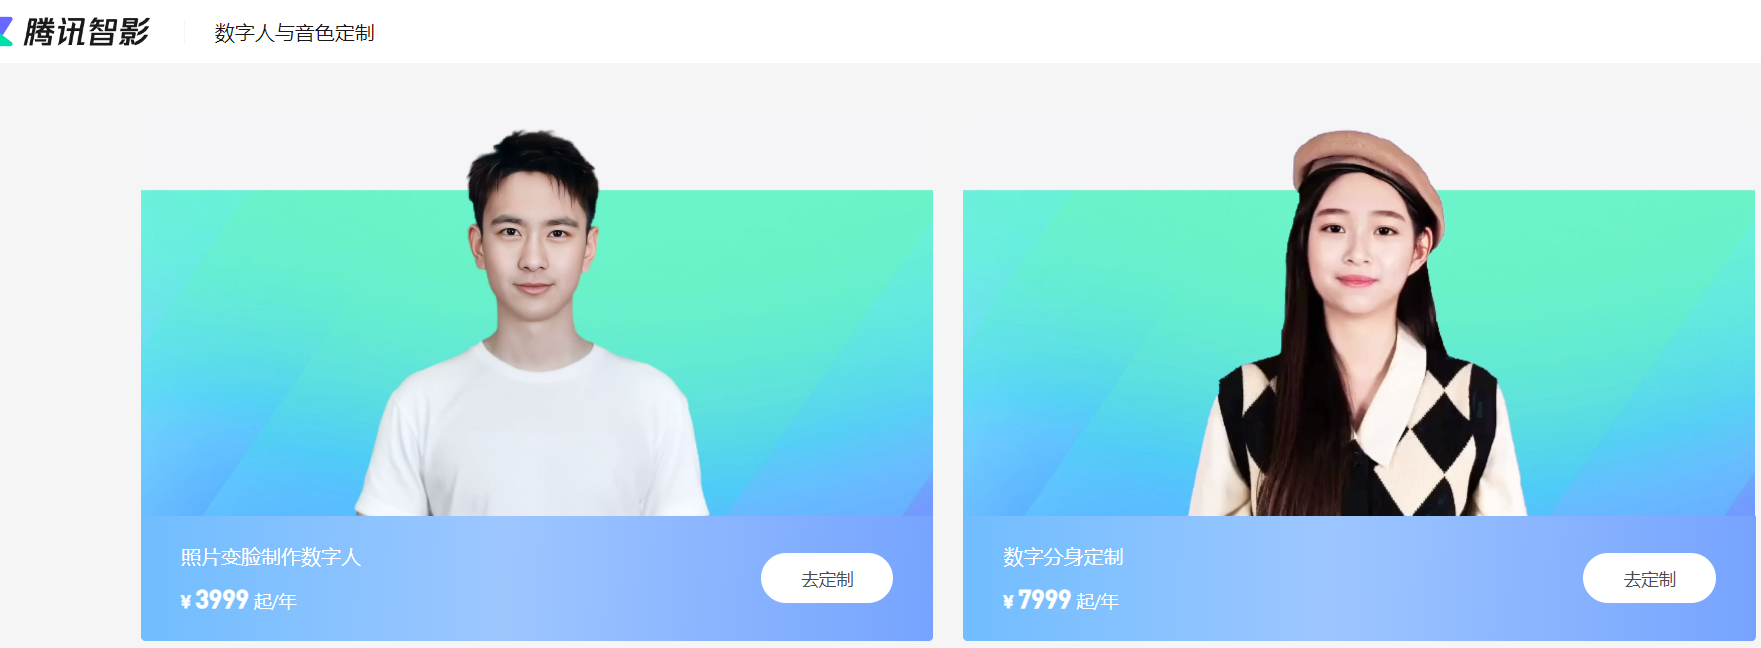 腾讯智影
数字人与音色定制
照片变脸制作数字人
¥3999 起/年
去定制
数字分身定制
¥7999 起/年
去定制